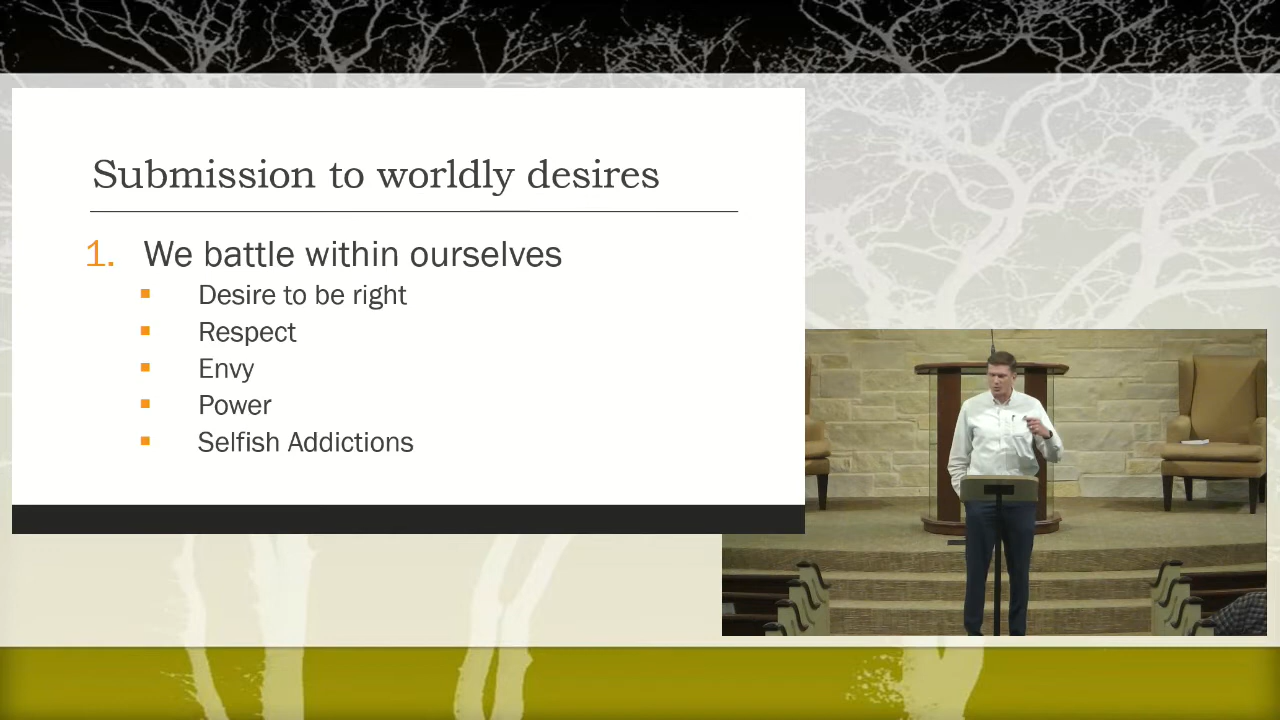 Submission to worldly desires
1. We battle within ourselves
▪ Desire to be right
▪ Respect
▪ Envy
▪ Power
▪ Selfish Addictions